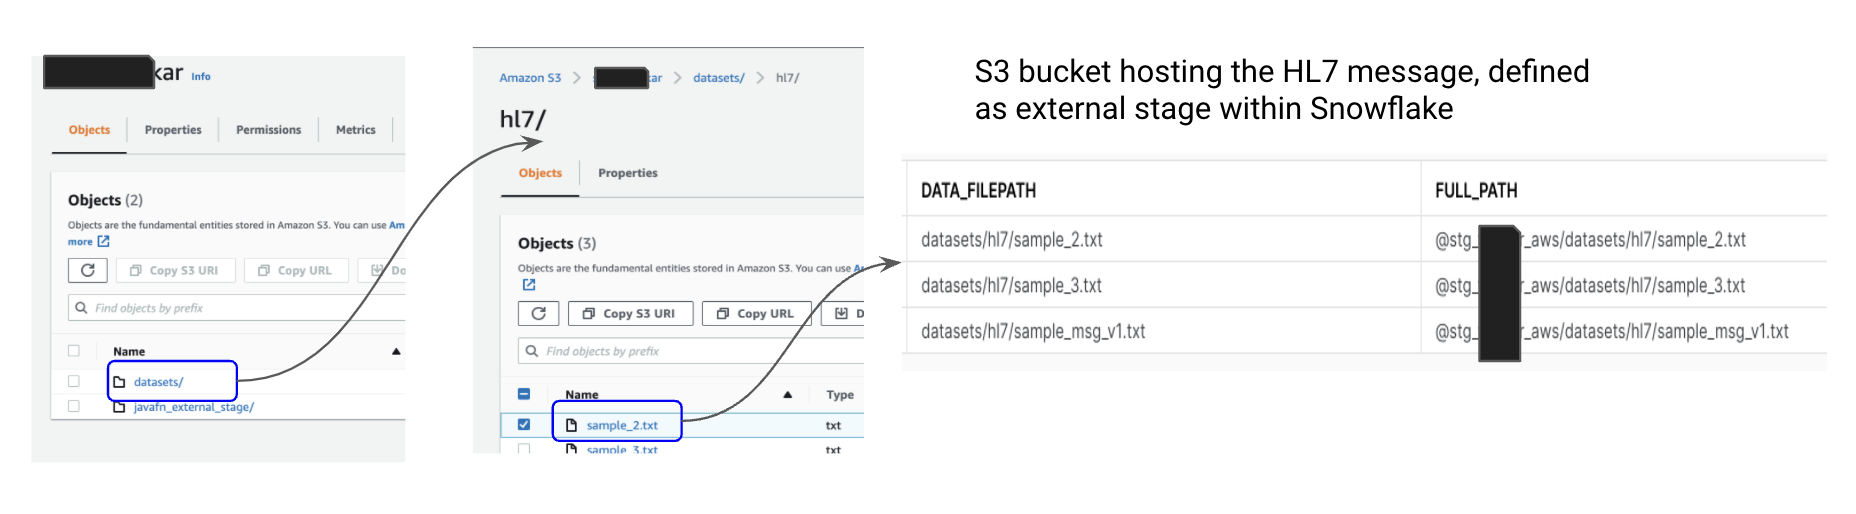 kar Info
Objects
Properties
Permissions
Metrics
Objects (2)
Objects are the fundamental entities stored in Amazon S3. You can use Am
more
Copy S3 URI
Copy URL
Do
Find objects by prefix
Name
datasets/
javafn_external_stage/
Amazon S3 > ar > datasets/ > hl7/
hl7/
Objects
Properties
Objects (3)
Objects are the fundamental entities stored in Amazon S3. You can use
Copy S3 URI
Copy URL
D
Find objects by prefix
Name
Type
sample_2.txt
txt
sample_3.txt
txt
S3 bucket hosting the HL7 message, defined
as external stage within Snowflake
DATA_FILEPATH
FULL_PATH
datasets/hl7/sample_2.txt
@stg_ r_aws/datasets/hl7/sample_2.txt
datasets/hl7/sample_3.txt
@stg_ r_aws/datasets/hl7/sample_3.txt
datasets/hl7/sample_msg_v1.txt
@stg_ r_aws/datasets/hl7/sample_msg_v1.txt